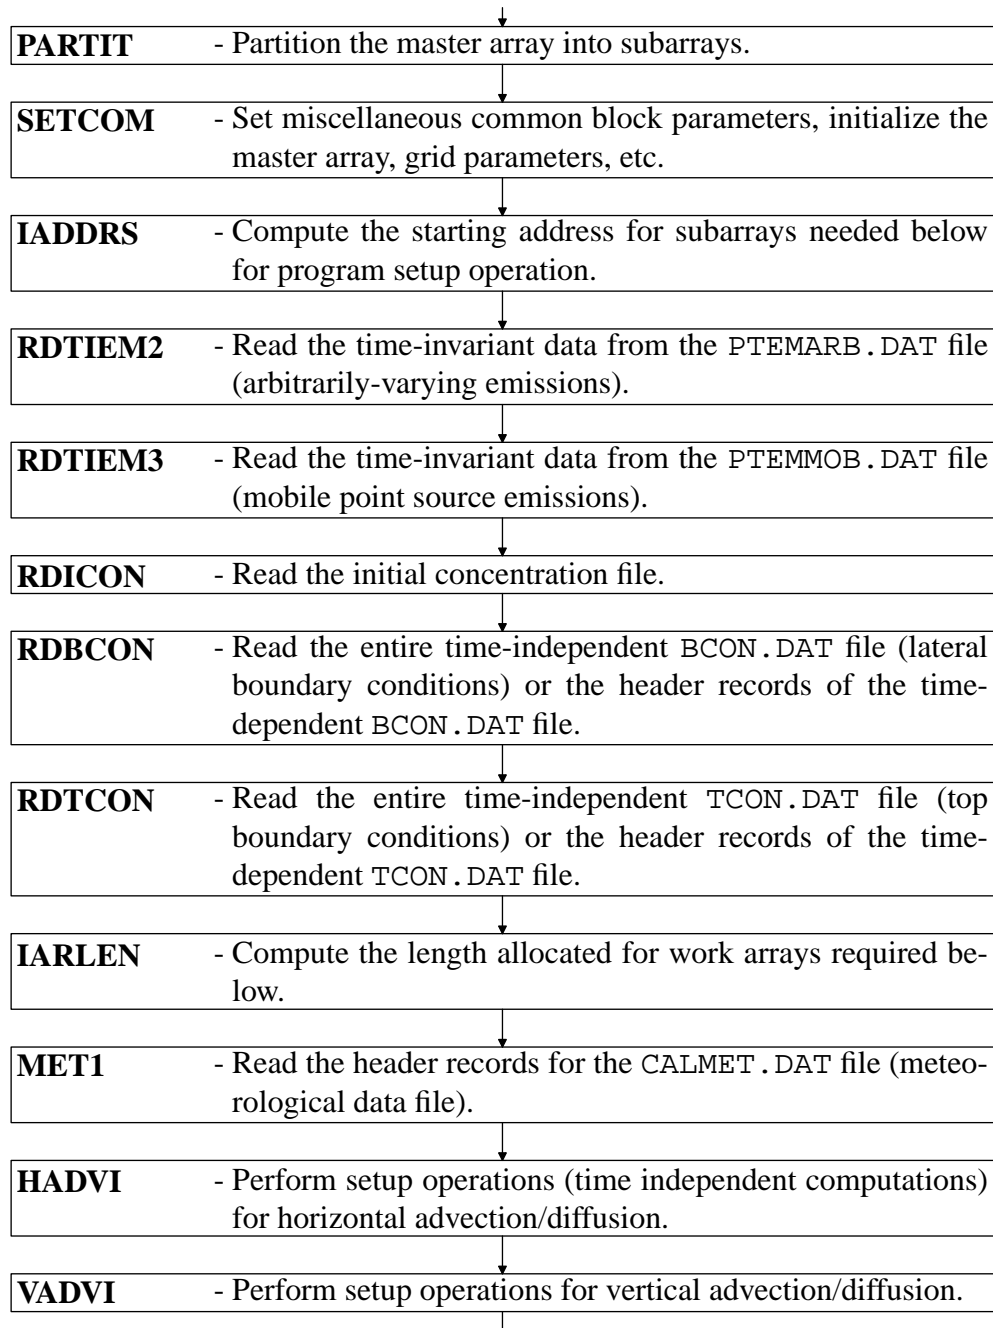 PARTIT - Partition the master array into subarrays.
SETCOM - Set miscellaneous common block parameters, initialize the
master array, grid parameters, etc.
IADDRS - Compute the starting address for subarrays needed below
for program setup operation.
RDTIEM2 - Read the time-invariant data from the PTEMARB.DAT file
(arbitrarily-varying emissions).
RDTIEM3 - Read the time-invariant data from the PTEMMOB.DAT file
(mobile point source emissions).
RDICON - Read the initial concentration file.
RDBCON - Read the entire time-independent BCON.DAT file (lateral
boundary conditions) or the header records of the time-
dependent BCON.DAT file.
RDTCON - Read the entire time-independent TCON.DAT file (top
boundary conditions) or the header records of the time-
dependent TCON.DAT file.
IARLEN - Compute the length allocated for work arrays required be-
low.
MET1 - Read the header records for the CALMET.DAT file (meteo-
rological data file).
HADVI - Perform setup operations (time independent computations)
for horizontal advection/diffusion.
VADVI - Perform setup operations for vertical advection/diffusion.